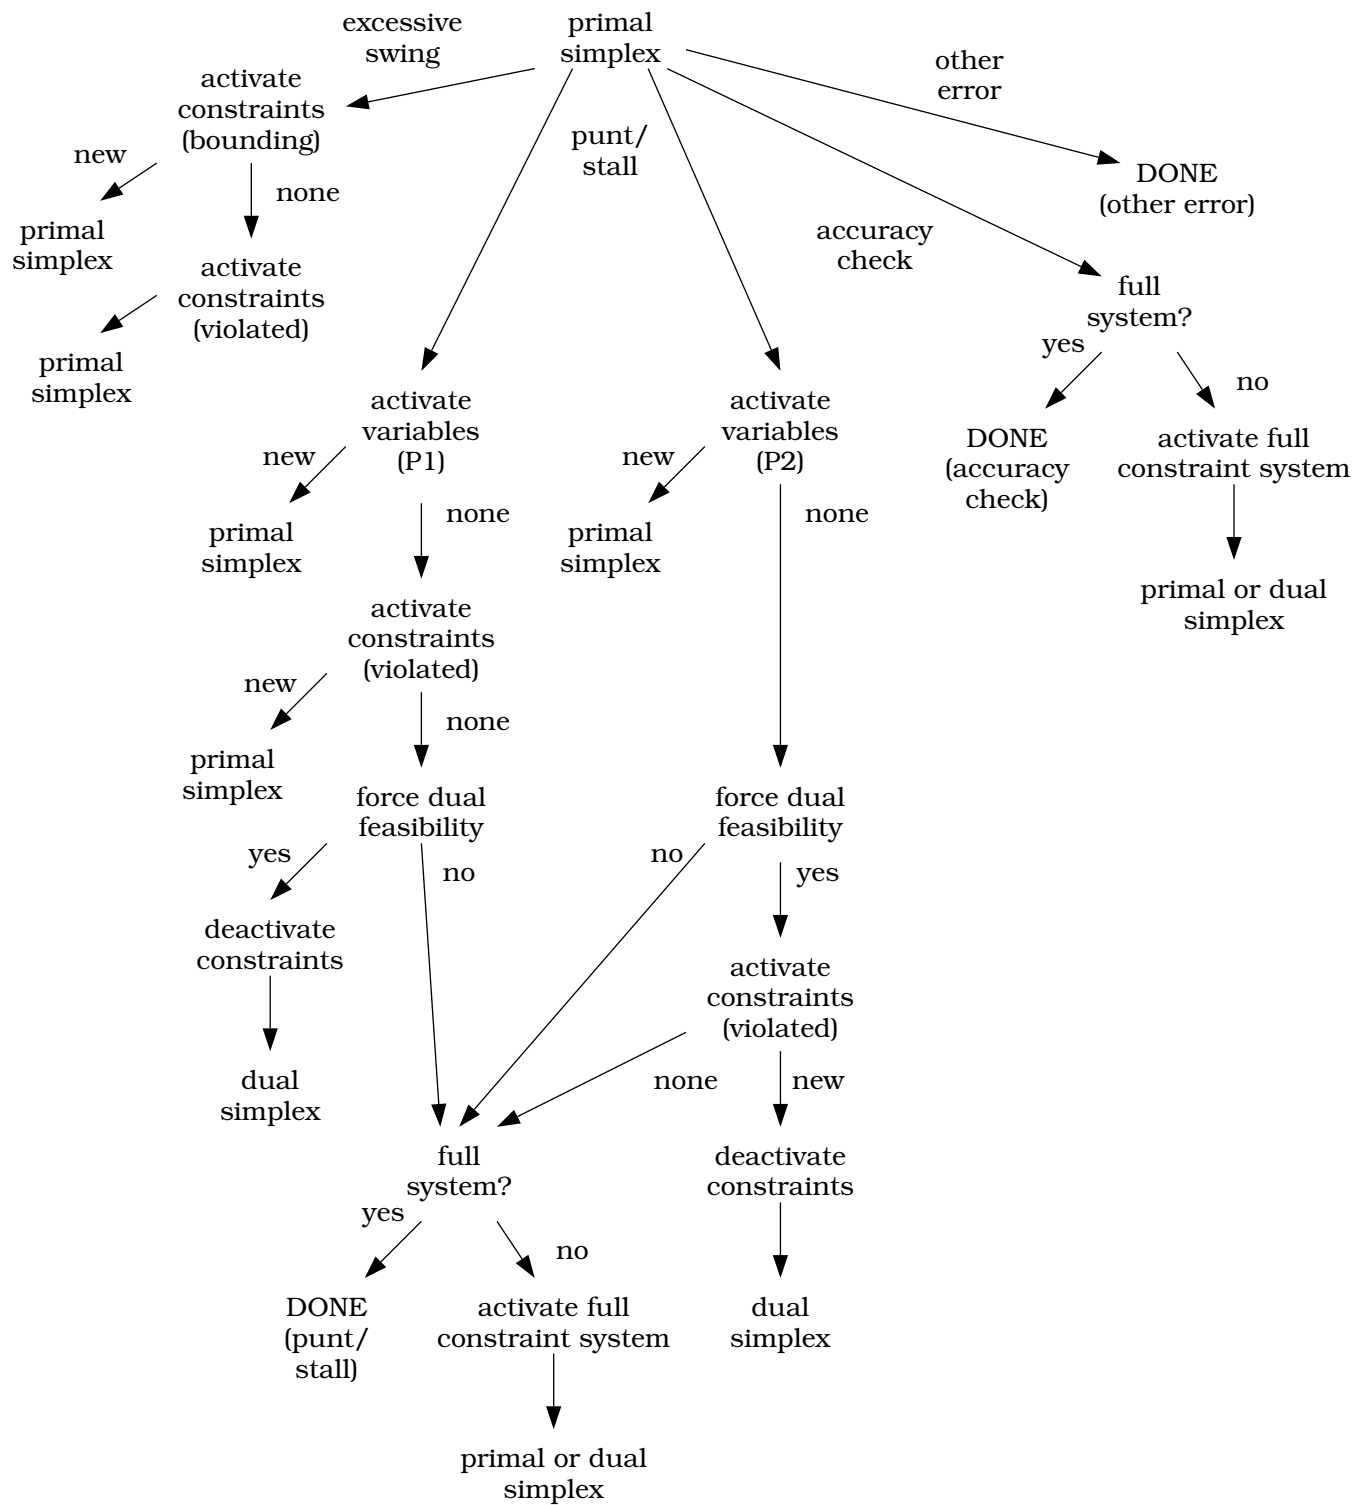 excessive
swing
primal
simplex
other
error
activate
constraints
(bounding)
punt/
stall
new
none
DONE
(other error)
primal
simplex
accuracy
check
activate
constraints
(violated)
full
system?
primal
simplex
yes
no
activate
variables
(P1)
activate
variables
(P2)
DONE
(accuracy
check)
activate full
constraint system
new
none
new
none
primal
simplex
primal
simplex
primal or dual
simplex
activate
constraints
(violated)
new
none
primal
simplex
force dual
feasibility
force dual
feasibility
yes
no
no
yes
deactivate
constraints
activate
constraints
(violated)
dual
simplex
none
new
full
system?
deactivate
constraints
yes
no
DONE
(punt/
stall)
activate full
constraint system
dual
simplex
primal or dual
simplex